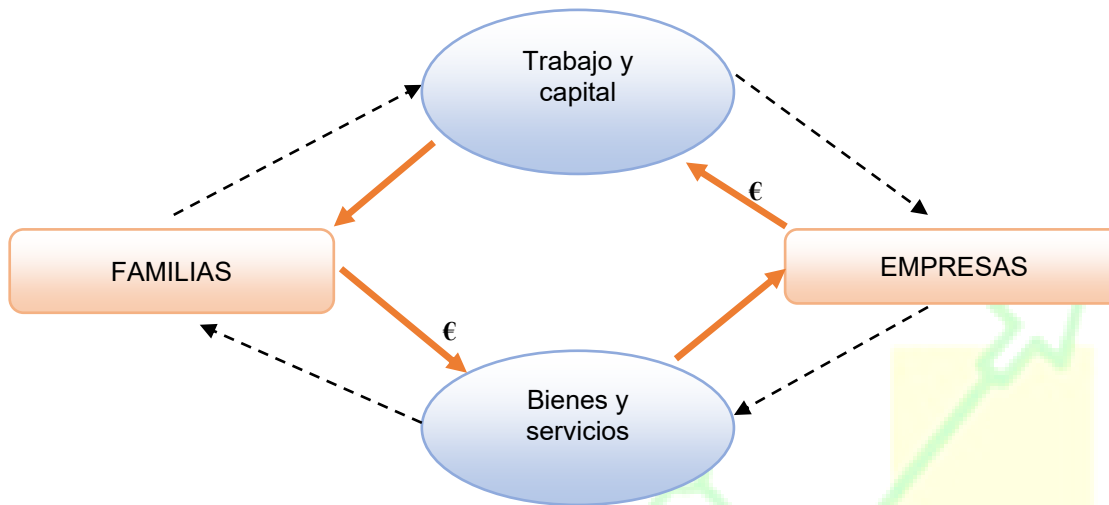 Trabajo y
capital
€
FAMILIAS
EMPRESAS
€
Bienes y
servicios